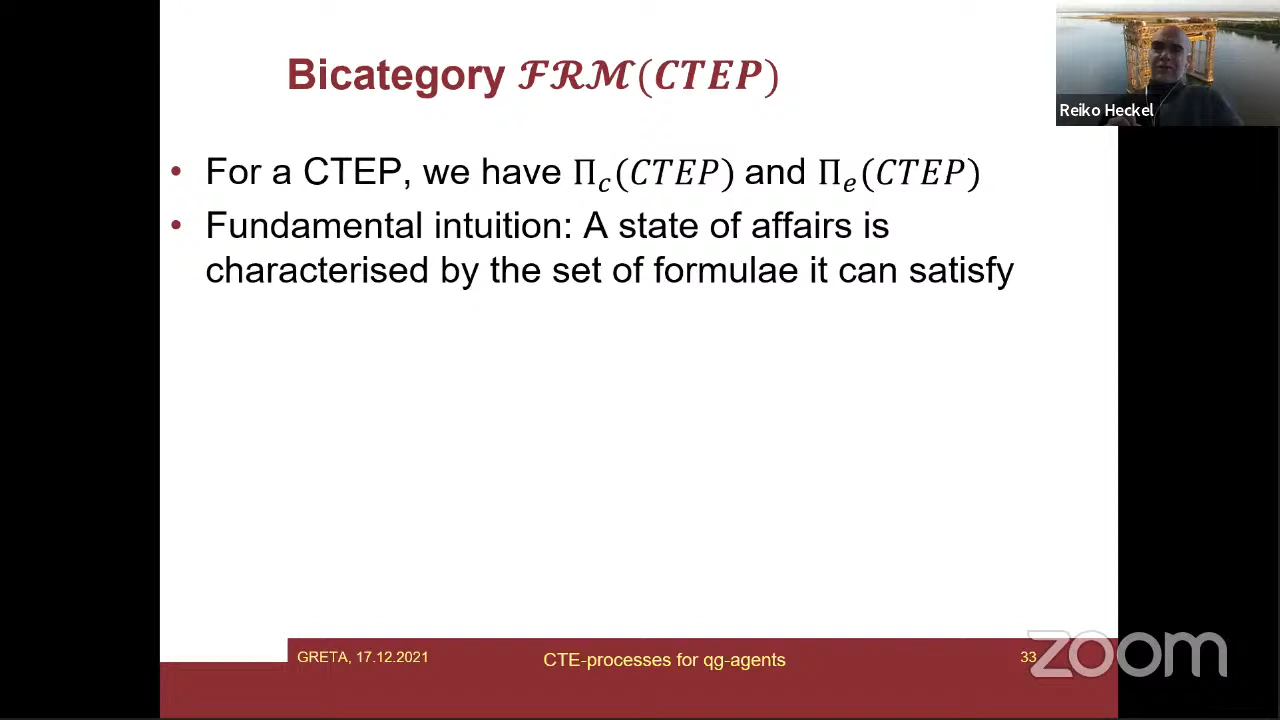 Bicategory 𝓕𝓡𝓜(CTEP)
Reiko Heckel
• For a CTEP, we have Π_c(CTEP) and Π_e(CTEP)
• Fundamental intuition: A state of affairs is
characterised by the set of formulae it can satisfy
GRETA, 17.12.2021
CTE-processes for qg-agents
33
zoom